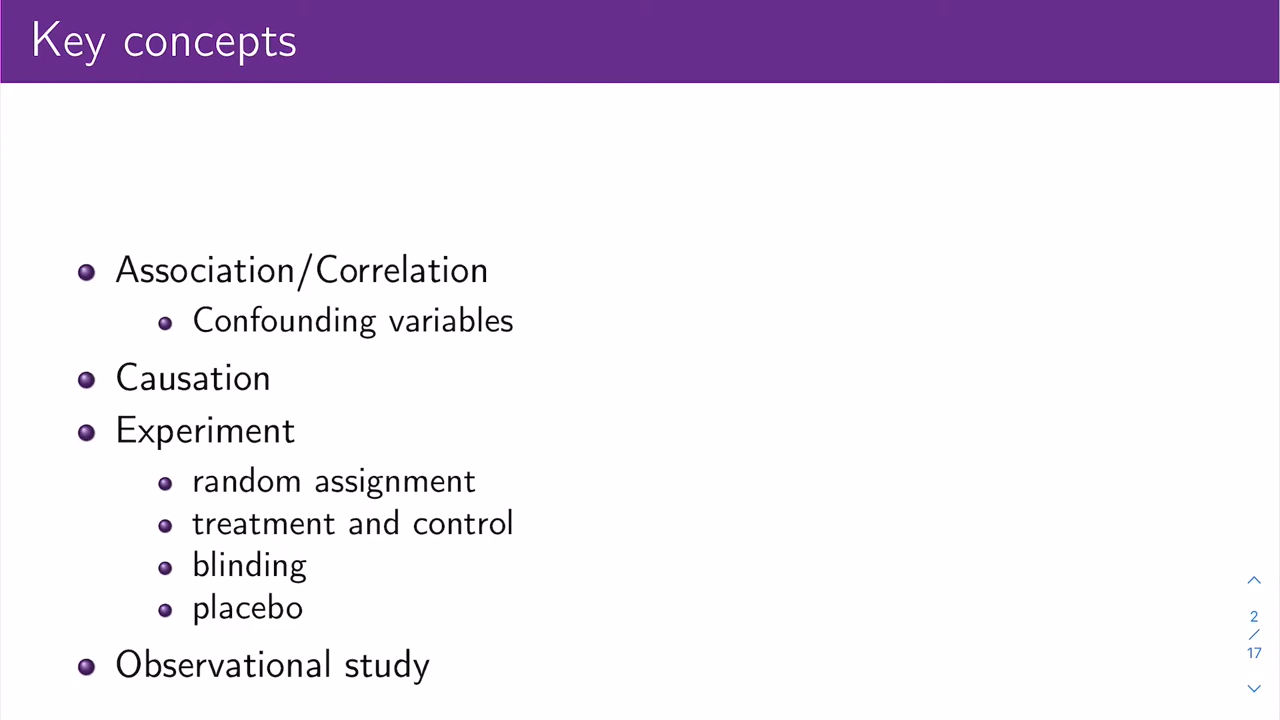 Key concepts
Association/Correlation
Confounding variables
Causation
Experiment
random assignment
treatment and control
blinding
placebo
Observational study
2
/
17